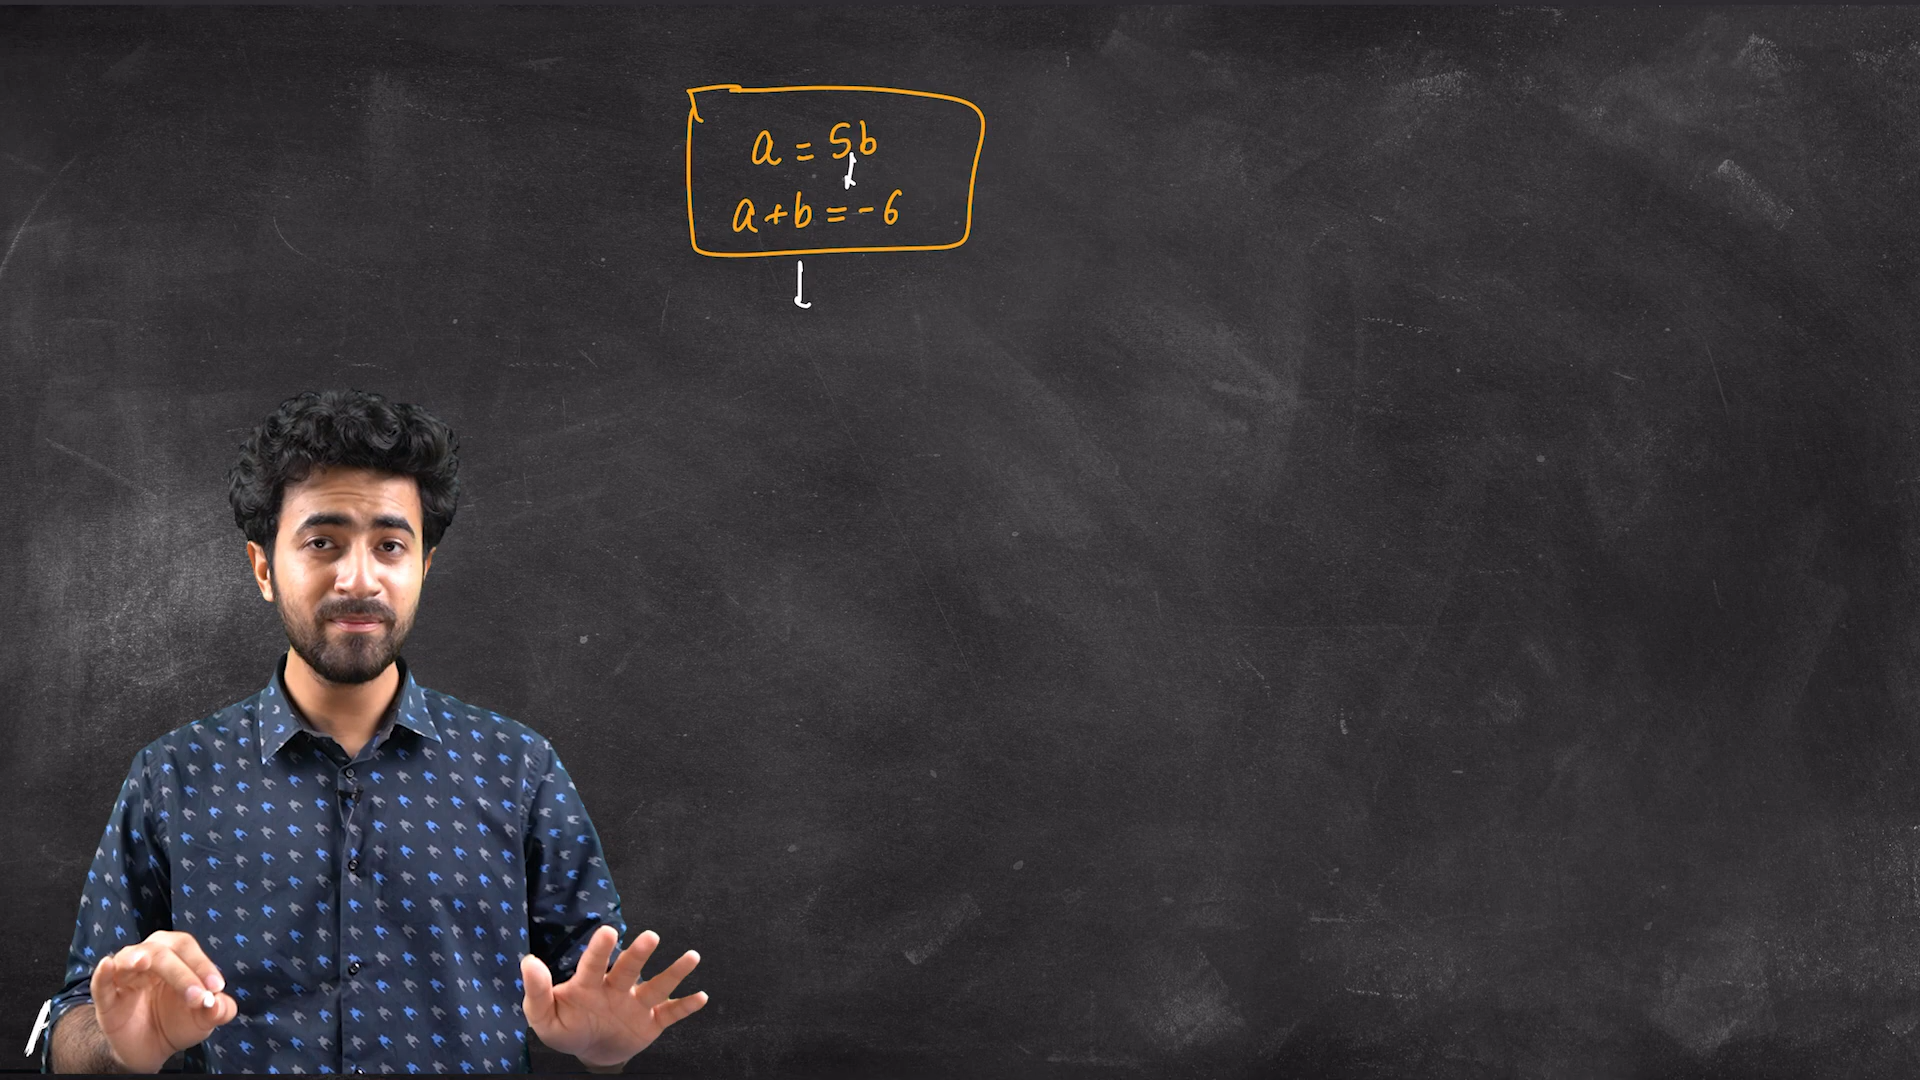 a = 5b
a+b = -6